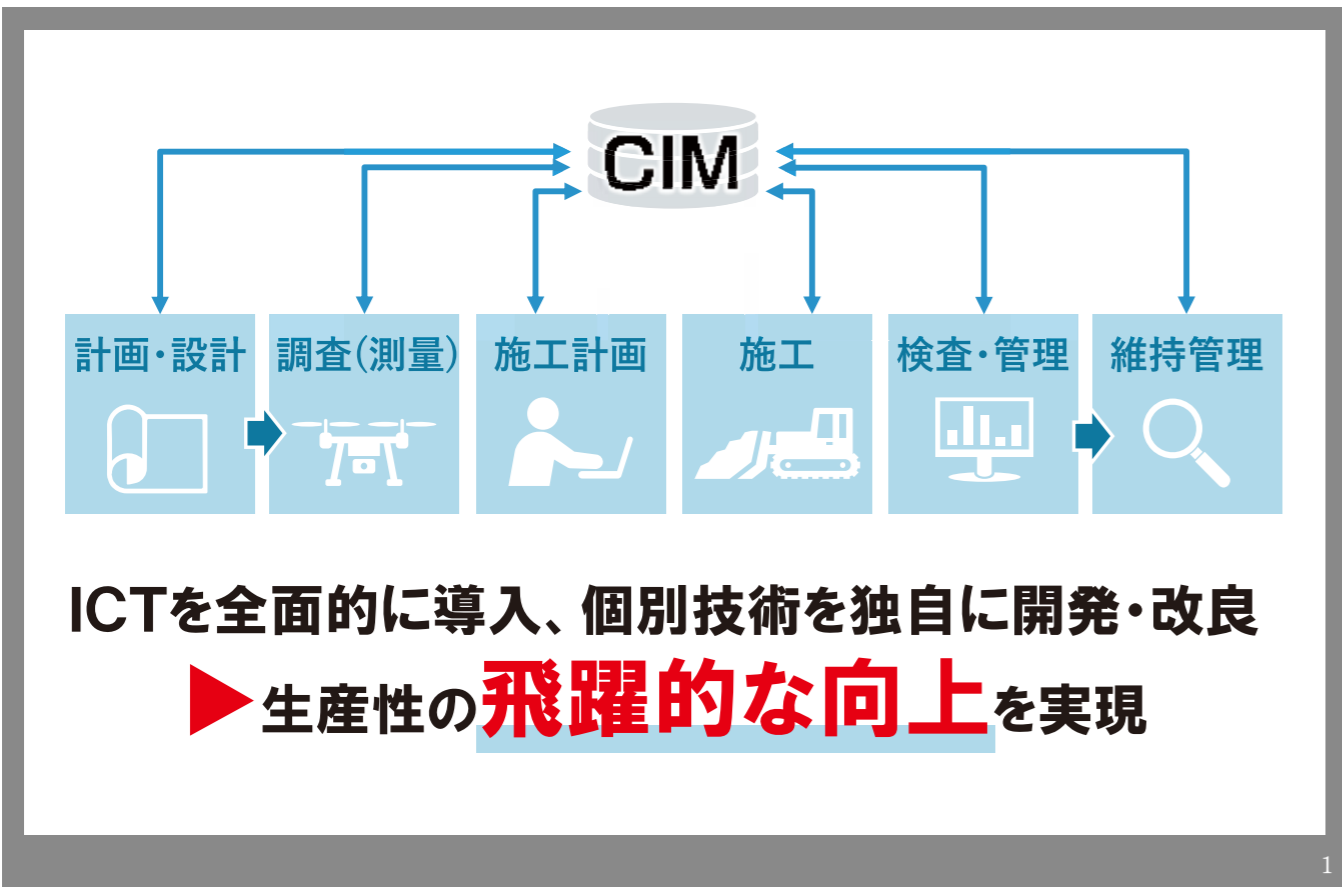 CIM
計画・設計
調査(測量)
施工計画
施工
検査・管理
維持管理
ICTを全面的に導入、個別技術を独自に開発・改良
▶生産性の飛躍的な向上を実現
1